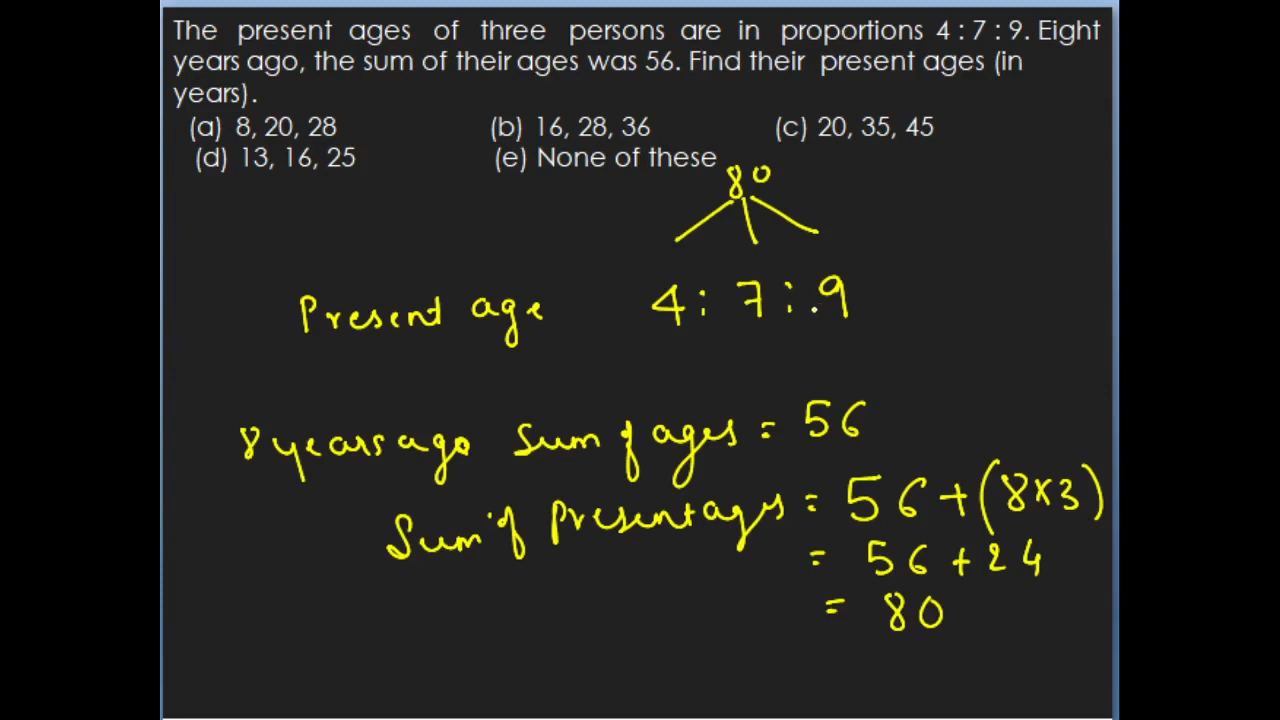 The present ages of three persons are in proportions 4 : 7 : 9. Eight
years ago, the sum of their ages was 56. Find their present ages (in
years).
(a) 8, 20, 28 (b) 16, 28, 36 (c) 20, 35, 45
(d) 13, 16, 25 (e) None of these
80
Present age 4 : 7 : 9
8 years ago Sum of ages = 56
Sum of Present ages = 56 + (8×3)
= 56 + 24
= 80